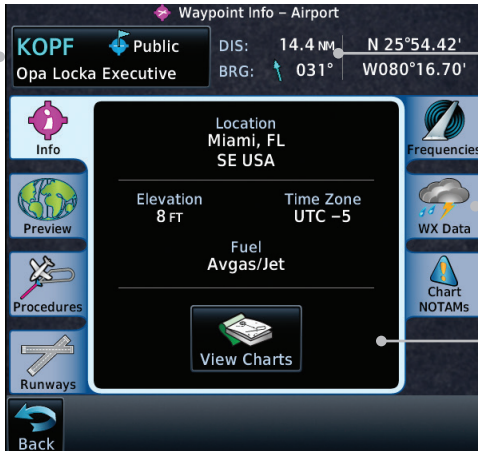 Waypoint Info – Airport
KOPF Public
Opa Locka Executive
DIS: 14.4 NM
BRG: 031°
N 25°54.42'
W080°16.70'
Info
Preview
Procedures
Runways
Location
Miami, FL
SE USA
Elevation
8 FT
Time Zone
UTC –5
Fuel
Avgas/Jet
View Charts
Frequencies
WX Data
Chart
NOTAMs
Back